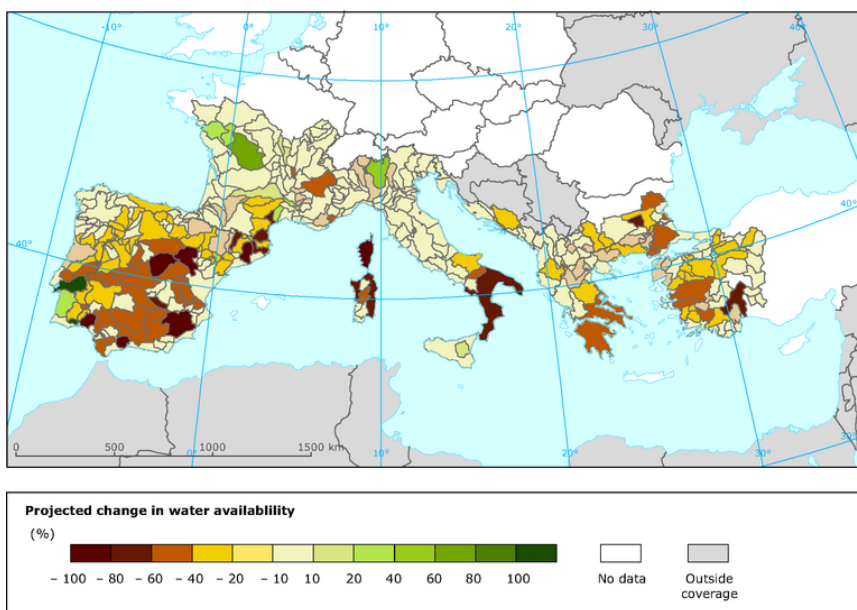 -10° 0° 10° 20° 30° 40°
40°
40°
0 500 1000 1500 km
0° 10° 20° 30° 30°
Projected change in water availablility
(%)
– 100 – 80 – 60 – 40 – 20 – 10 10 20 40 60 80 100
No data
Outside
coverage